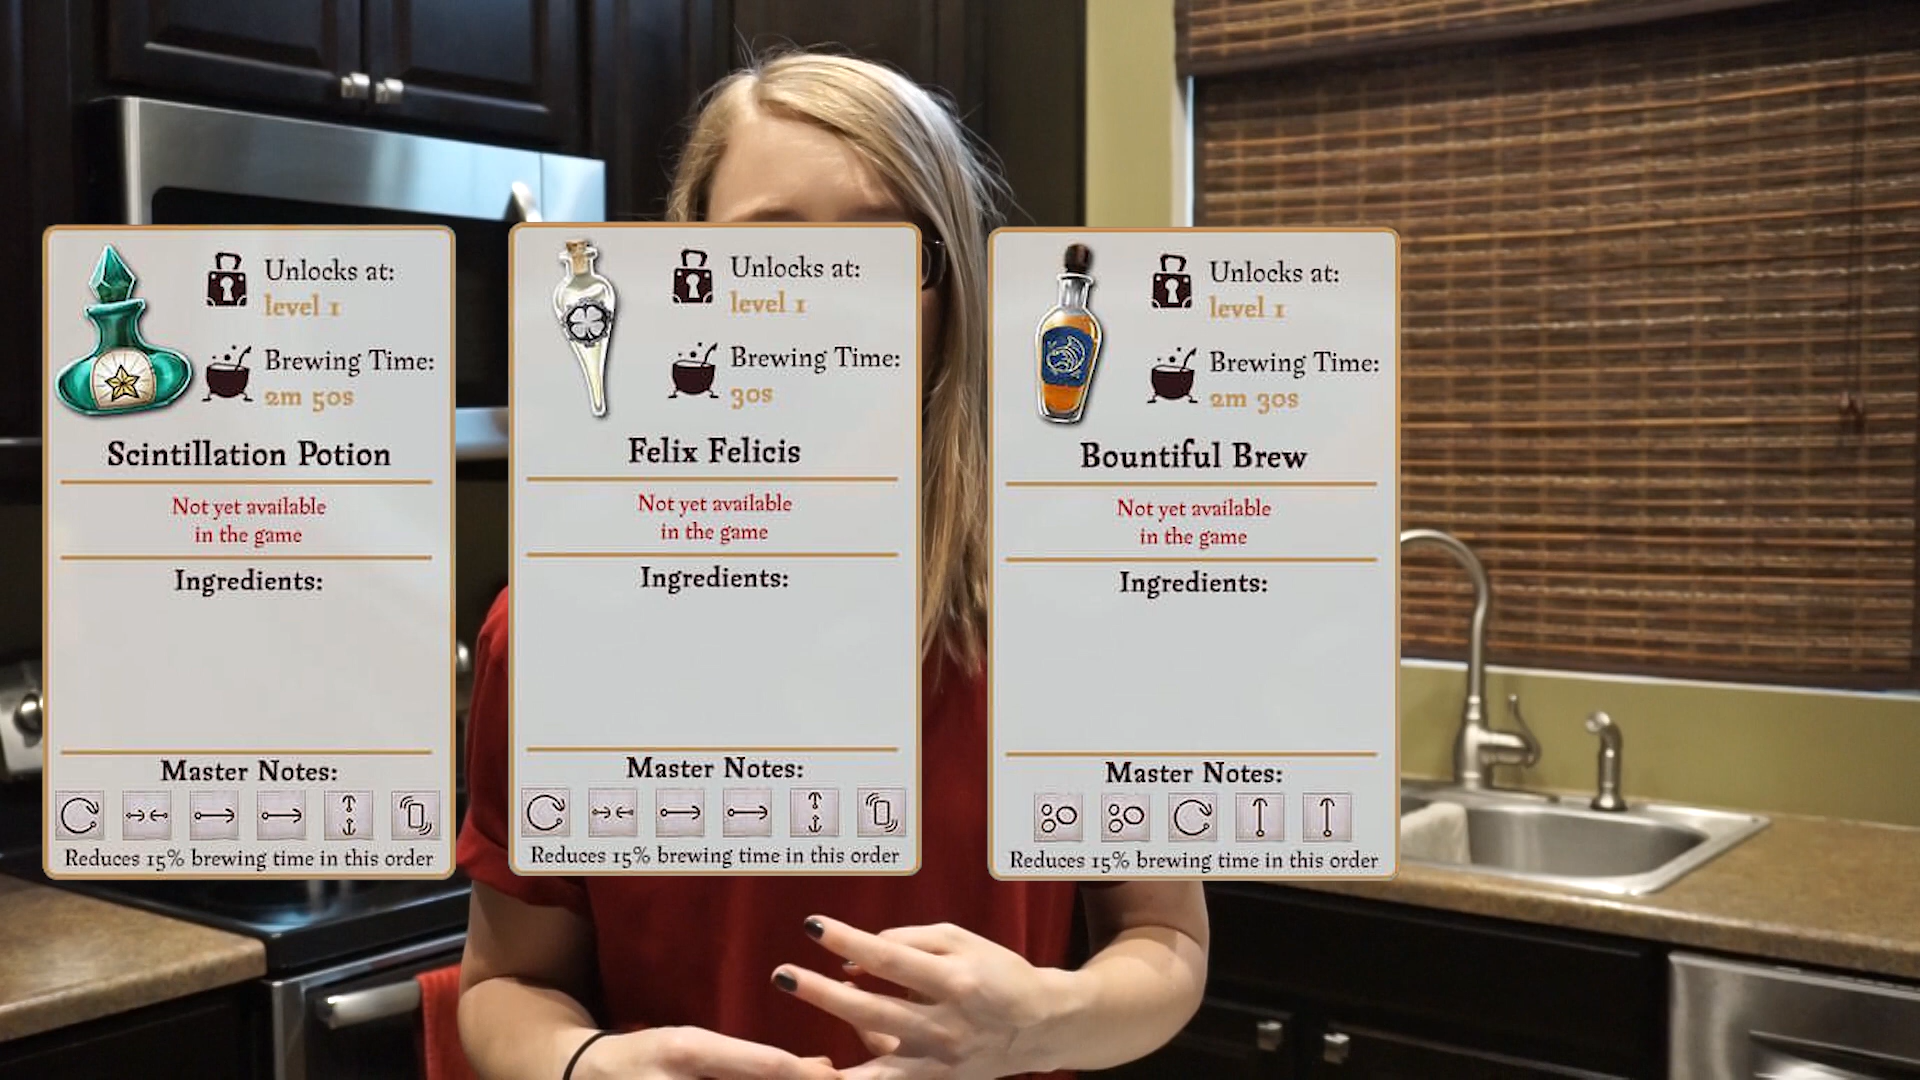 Unlocks at:
level 1
Brewing Time:
2m 50s
Scintillation Potion
Not yet available
in the game
Ingredients:
Master Notes:
Reduces 15% brewing time in this order
Unlocks at:
level 1
Brewing Time:
30s
Felix Felicis
Not yet available
in the game
Ingredients:
Master Notes:
Reduces 15% brewing time in this order
Unlocks at:
level 1
Brewing Time:
2m 30s
Bountiful Brew
Not yet available
in the game
Ingredients:
Master Notes:
Reduces 15% brewing time in this order